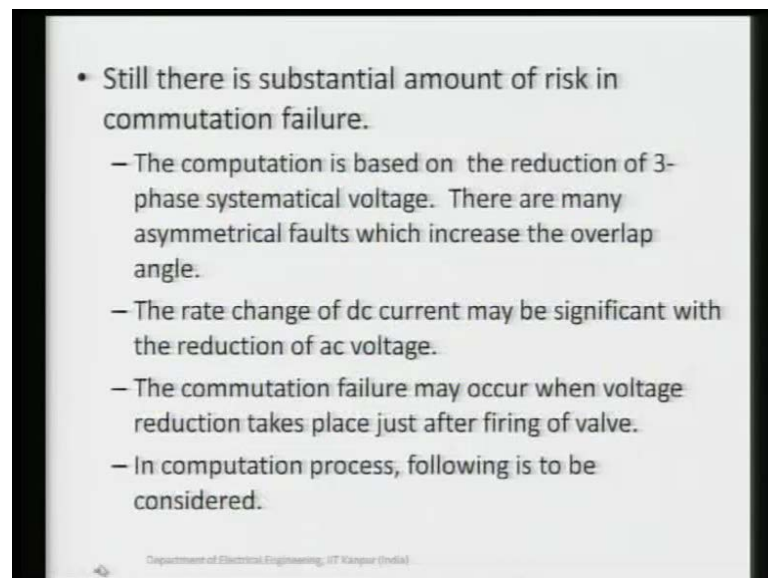 • Still there is substantial amount of risk in
commutation failure.
– The computation is based on the reduction of 3-
phase systematical voltage. There are many
asymmetrical faults which increase the overlap
angle.
– The rate change of dc current may be significant with
the reduction of ac voltage.
– The commutation failure may occur when voltage
reduction takes place just after firing of valve.
– In computation process, following is to be
considered.
Department of Electrical Engineering, IIT Kanpur (India)